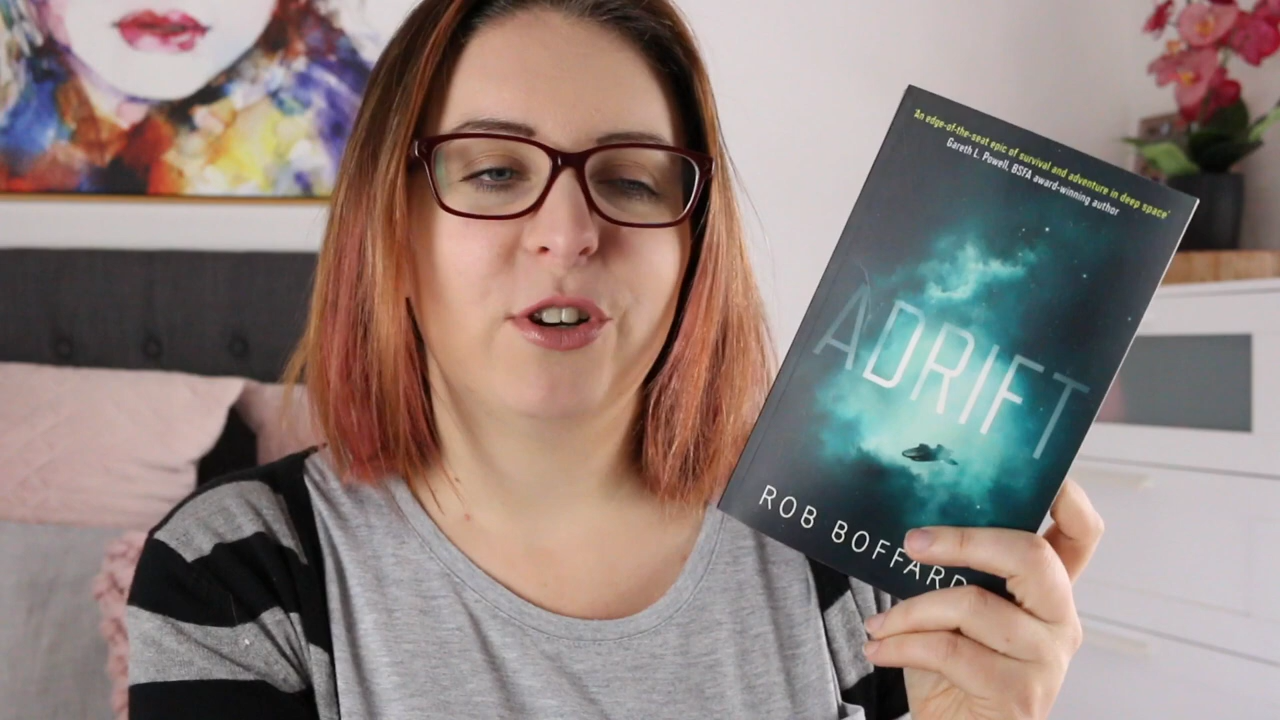 'An edge-of-the-seat epic of survival and adventure in deep space'
Gareth L. Powell, BSFA award-winning author
ADRIFT
ROB BOFFARD